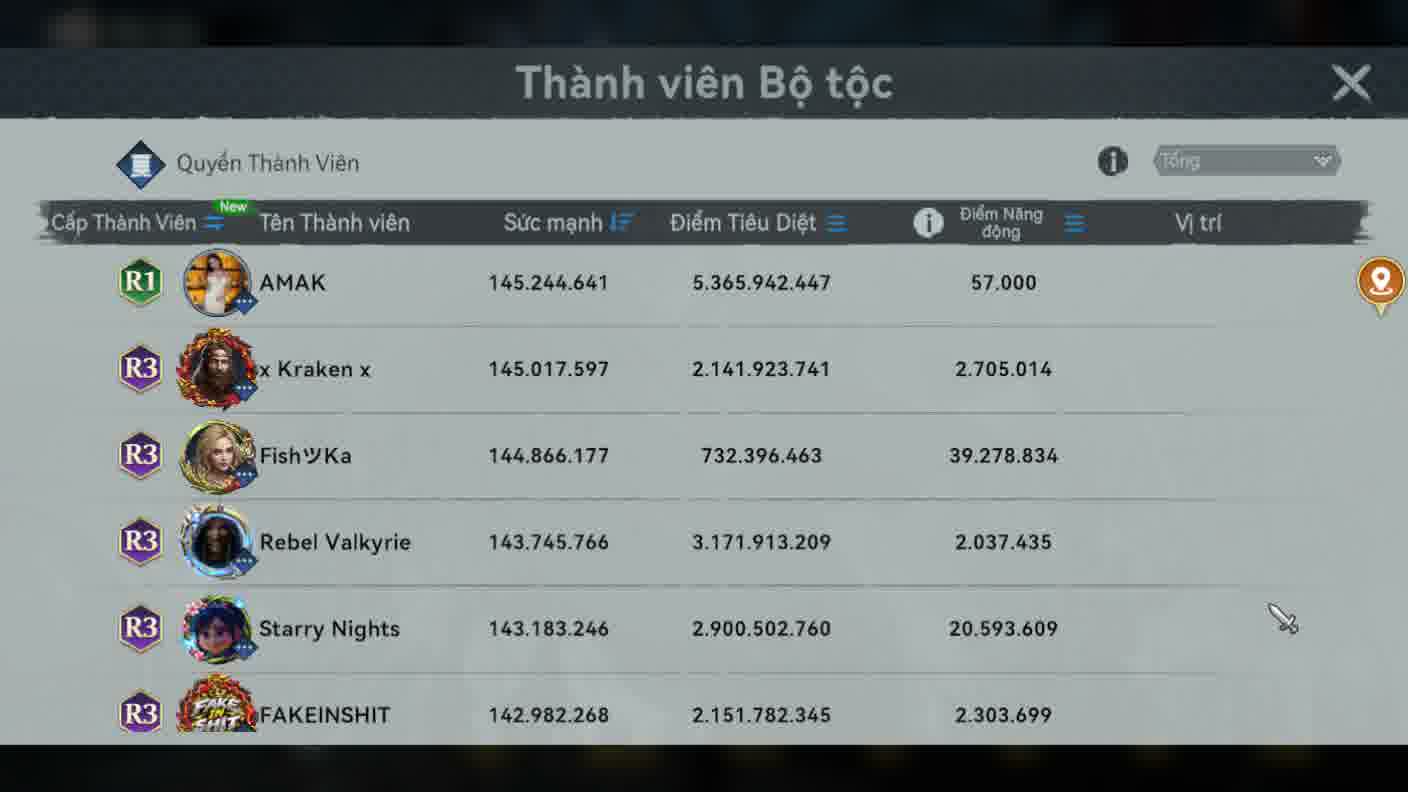 Thành viên Bộ tộc
Quyền Thành Viên
Tổng
Cấp Thành Viên New Tên Thành viên Sức mạnh Điểm Tiêu Diệt Điểm Năng động Vị trí
R1 AMAK 145.244.641 5.365.942.447 57.000
R3 x Kraken x 145.017.597 2.141.923.741 2.705.014
R3 FishツKa 144.866.177 732.396.463 39.278.834
R3 Rebel Valkyrie 143.745.766 3.171.913.209 2.037.435
R3 Starry Nights 143.183.246 2.900.502.760 20.593.609
R3 FAKE IN SHIT FAKEINSHIT 142.982.268 2.151.782.345 2.303.699